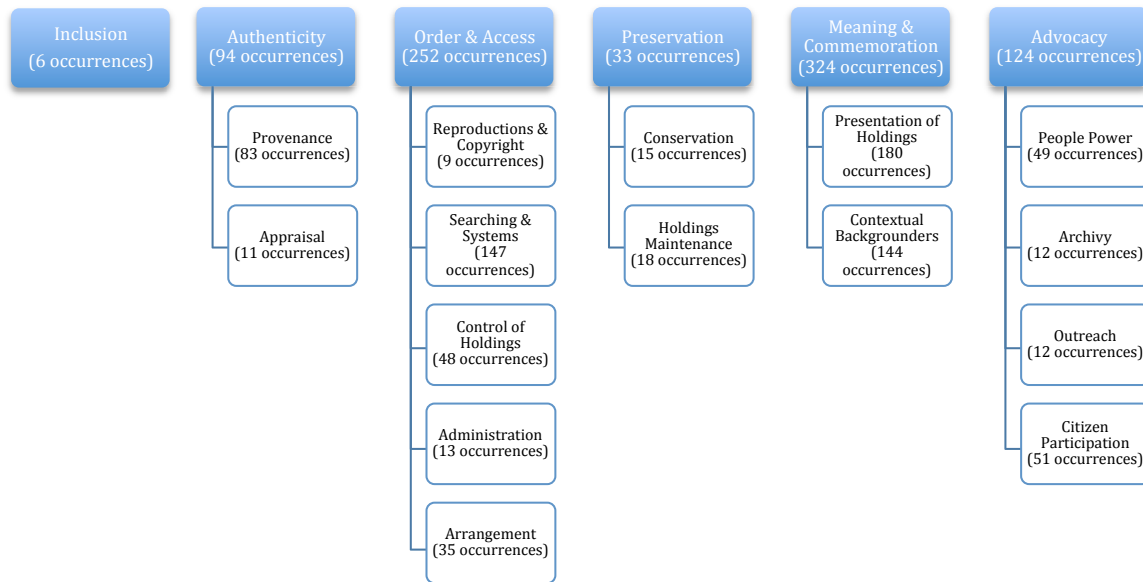 Inclusion
(6 occurrences)
Authenticity
(94 occurrences)
Provenance
(83 occurrences)
Appraisal
(11 occurrences)
Order & Access
(252 occurrences)
Reproductions &
Copyright
(9 occurrences)
Searching &
Systems
(147
occurrences)
Control of
Holdings
(48 occurrences)
Administration
(13 occurrences)
Arrangement
(35 occurrences)
Preservation
(33 occurrences)
Conservation
(15 occurrences)
Holdings
Maintenance
(18 occurrences)
Meaning &
Commemoration
(324 occurrences)
Presentation of
Holdings
(180
occurrences)
Contextual
Backgrounders
(144
occurrences)
Advocacy
(124 occurrences)
People Power
(49 occurrences)
Archivy
(12 occurrences)
Outreach
(12 occurrences)
Citizen
Participation
(51 occurrences)